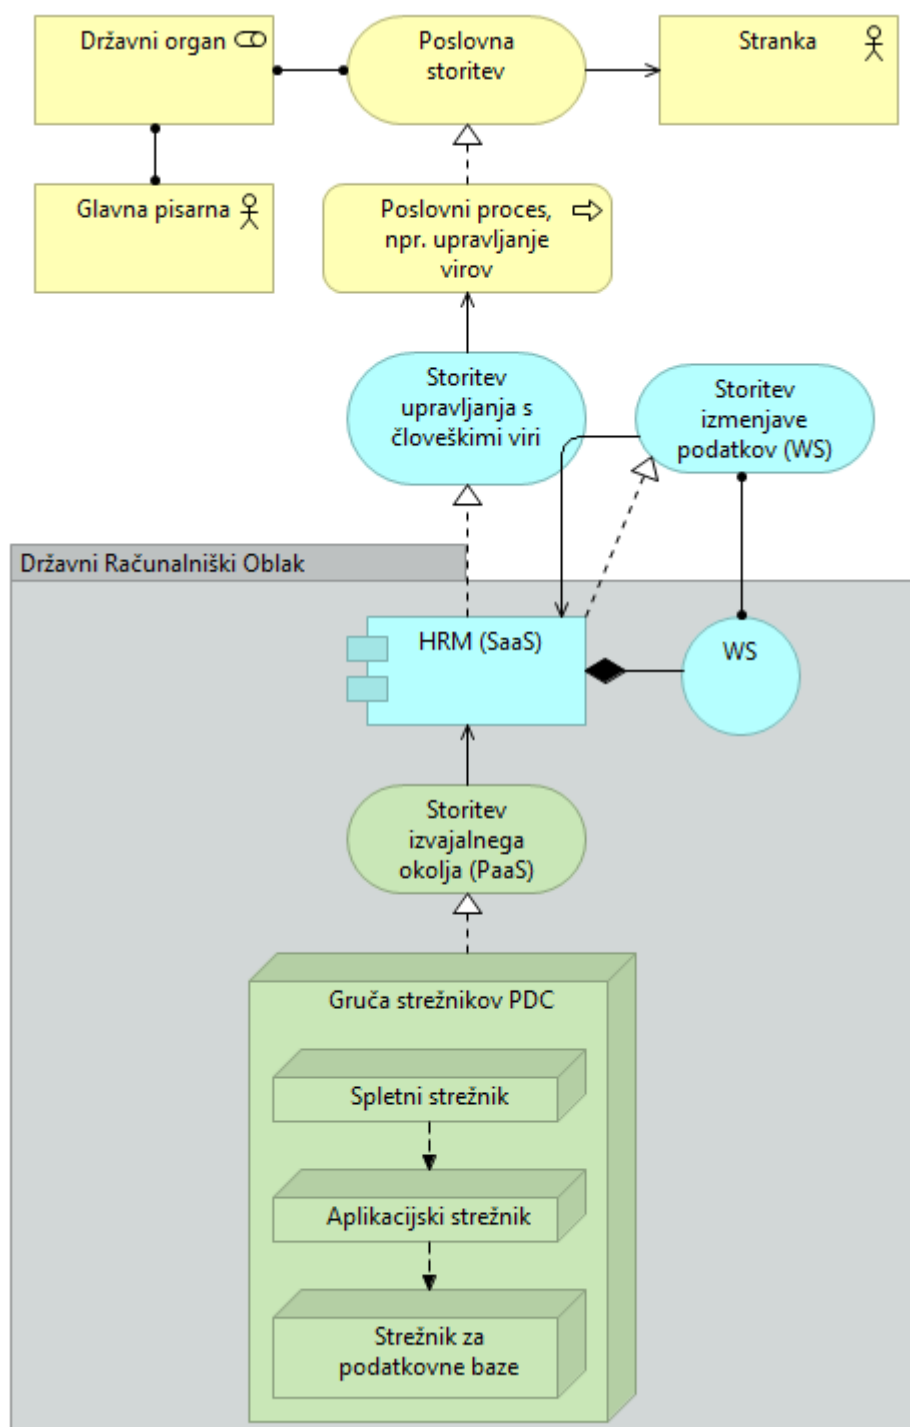 Državni organ
Poslovna
storitev
Stranka
Glavna pisarna
Poslovni proces,
npr. upravljanje
virov
Storitev
upravljanja s
človeškimi viri
Storitev
izmenjave
podatkov (WS)
Državni Računalniški Oblak
HRM (SaaS)
WS
Storitev
izvajalnega
okolja (PaaS)
Gruča strežnikov PDC
Spletni strežnik
Aplikacijski strežnik
Strežnik za
podatkovne baze